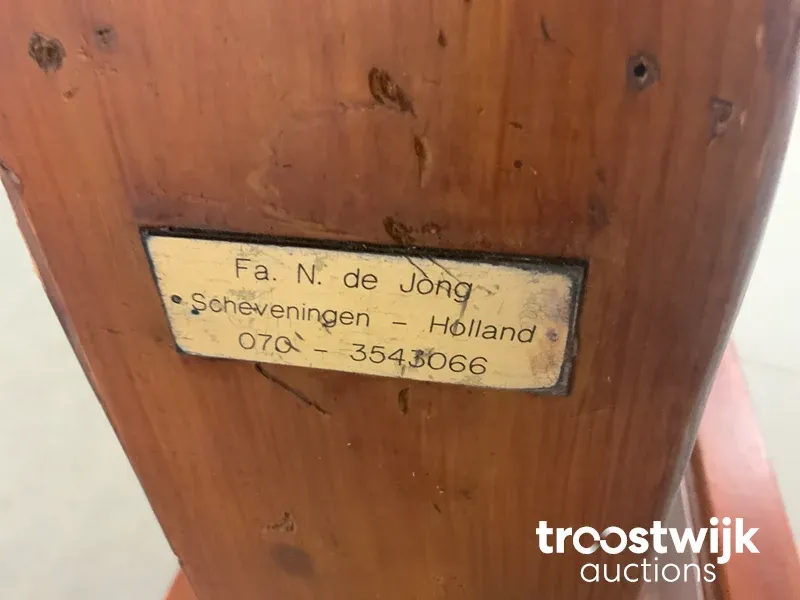 Fa. N. de Jong
Scheveningen - Holland
070 - 3543066
troostwijk
auctions